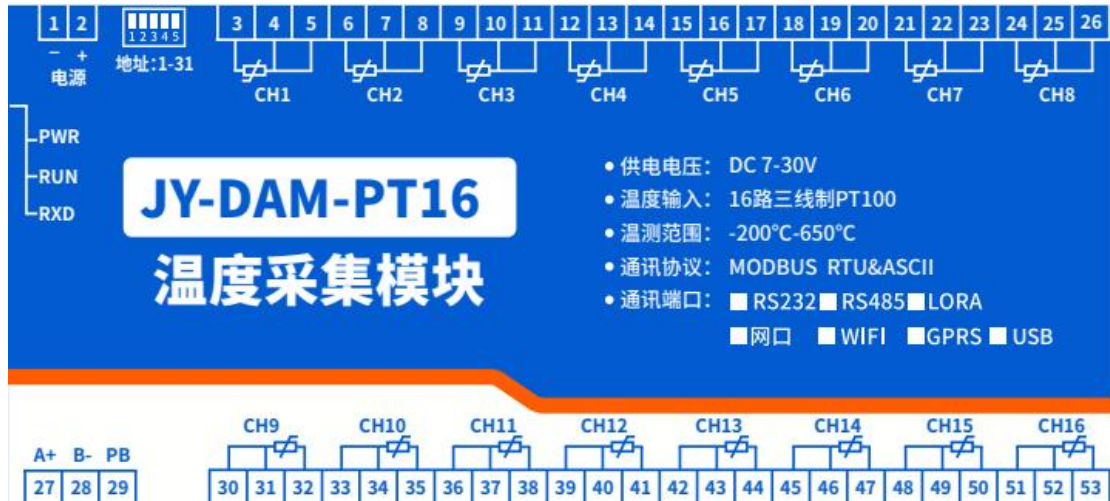 1 2 3 4 5 6 7 8 9 10 11 12 13 14 15 16 17 18 19 20 21 22 23 24 25 26
1 2 3 4 5
− +
电源
地址:1-31
CH1 CH2 CH3 CH4 CH5 CH6 CH7 CH8
PWR
RUN
RXD
JY-DAM-PT16
温度采集模块
• 供电电压： DC 7-30V
• 温度输入： 16路三线制PT100
• 温测范围： -200°C-650°C
• 通讯协议： MODBUS RTU&ASCII
• 通讯端口： RS232 RS485 LORA
网口 WIFI GPRS USB
CH9 CH10 CH11 CH12 CH13 CH14 CH15 CH16
A+ B- PB
27 28 29 30 31 32 33 34 35 36 37 38 39 40 41 42 43 44 45 46 47 48 49 50 51 52 53